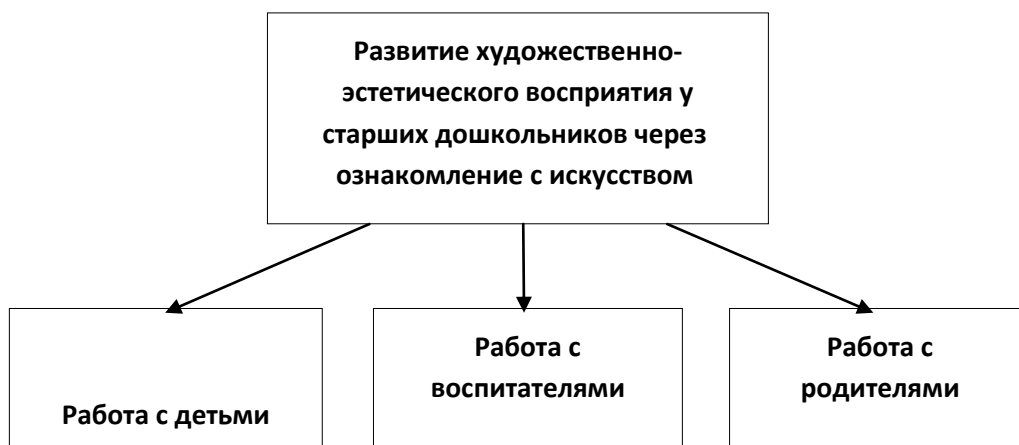 Развитие художественно-
эстетического восприятия у
старших дошкольников через
ознакомление с искусством
Работа с детьми
Работа с
воспитателями
Работа с
родителями